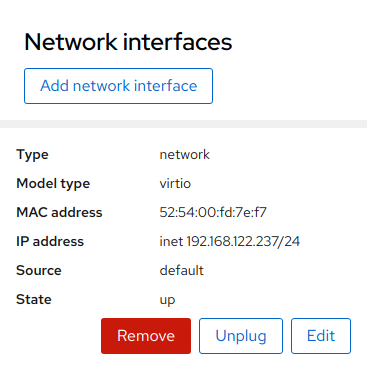 Network interfaces
Add network interface
Type network
Model type virtio
MAC address 52:54:00:fd:7e:f7
IP address inet 192.168.122.237/24
Source default
State up
Remove Unplug Edit